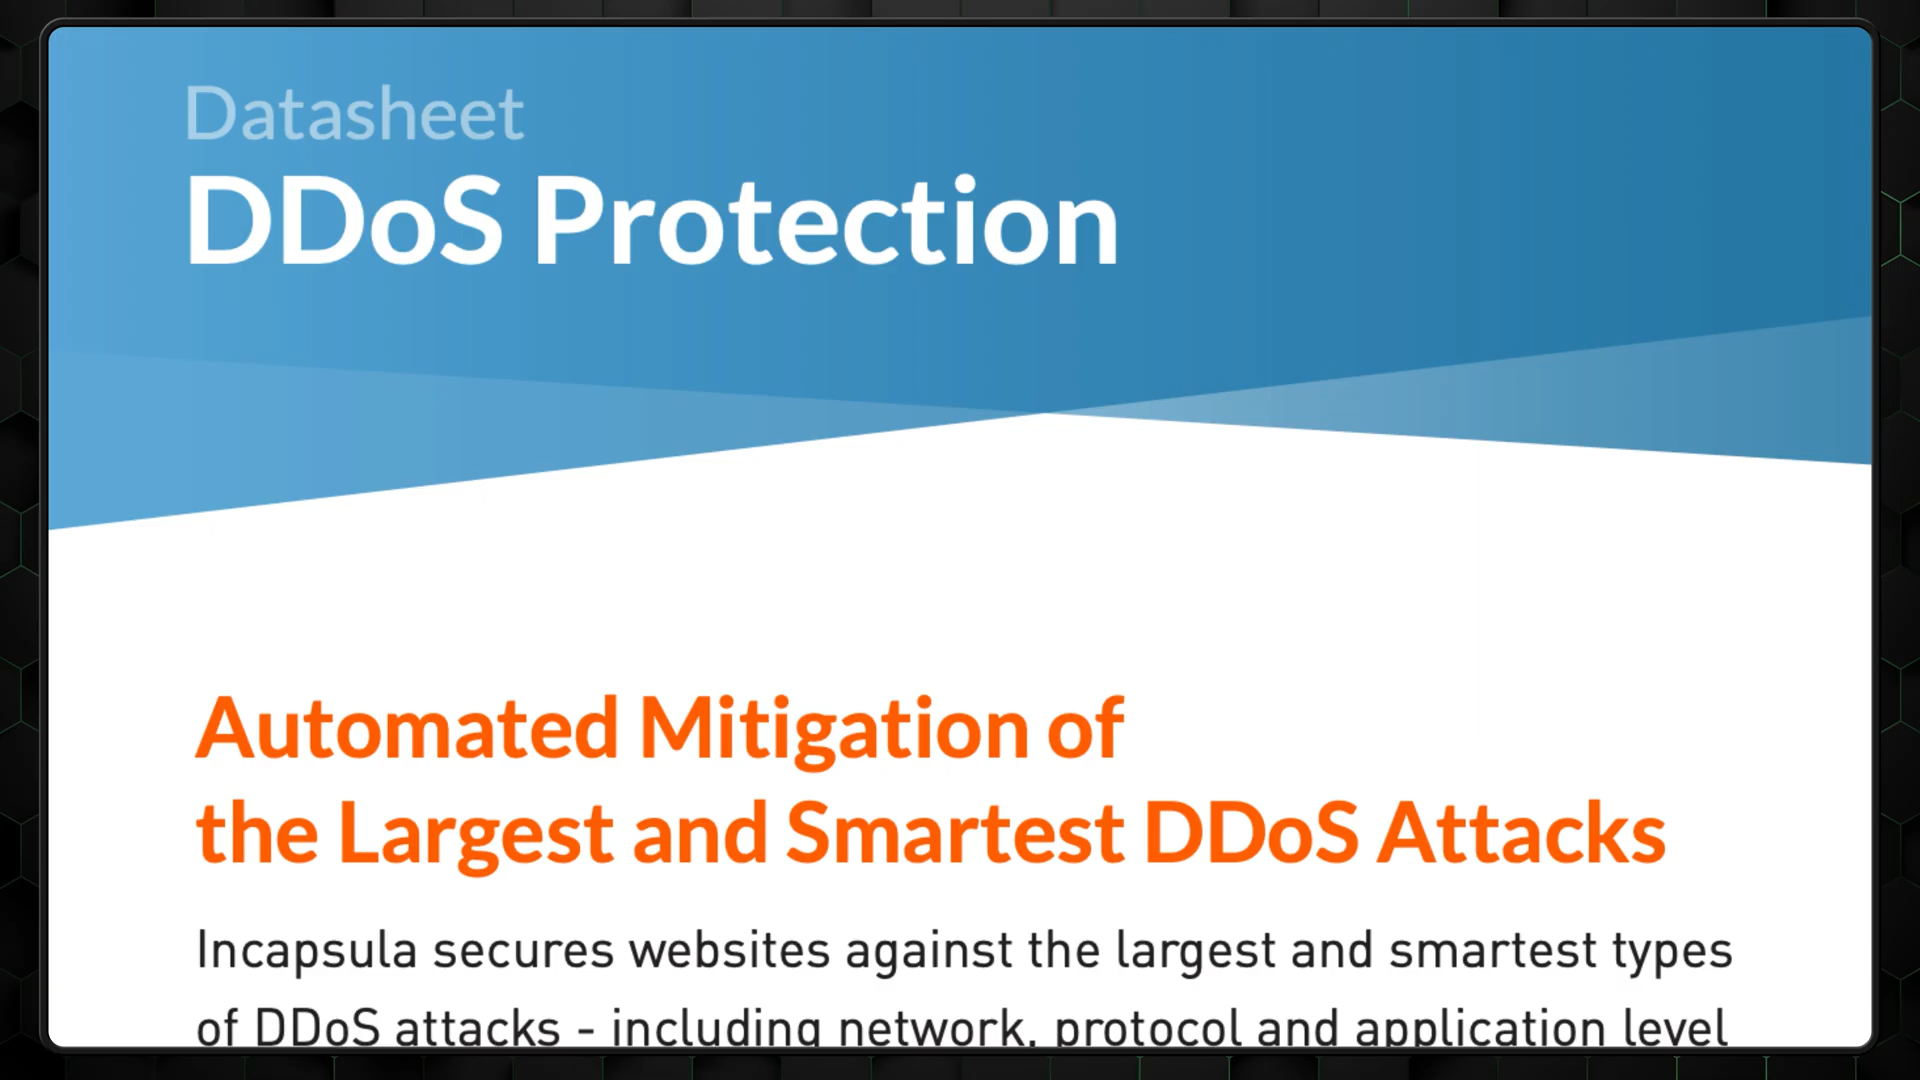 Datasheet
DDoS Protection
Automated Mitigation of
the Largest and Smartest DDoS Attacks
Incapsula secures websites against the largest and smartest types
of DDoS attacks - including network, protocol and application level